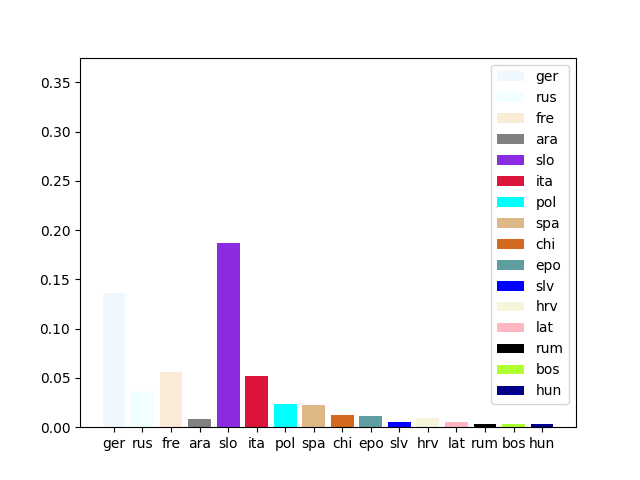 0.35
0.30
0.25
0.20
0.15
0.10
0.05
0.00
ger rus fre ara slo ita pol spa chi epo slv hrv lat rum bos hun
ger
rus
fre
ara
slo
ita
pol
spa
chi
epo
slv
hrv
lat
rum
bos
hun